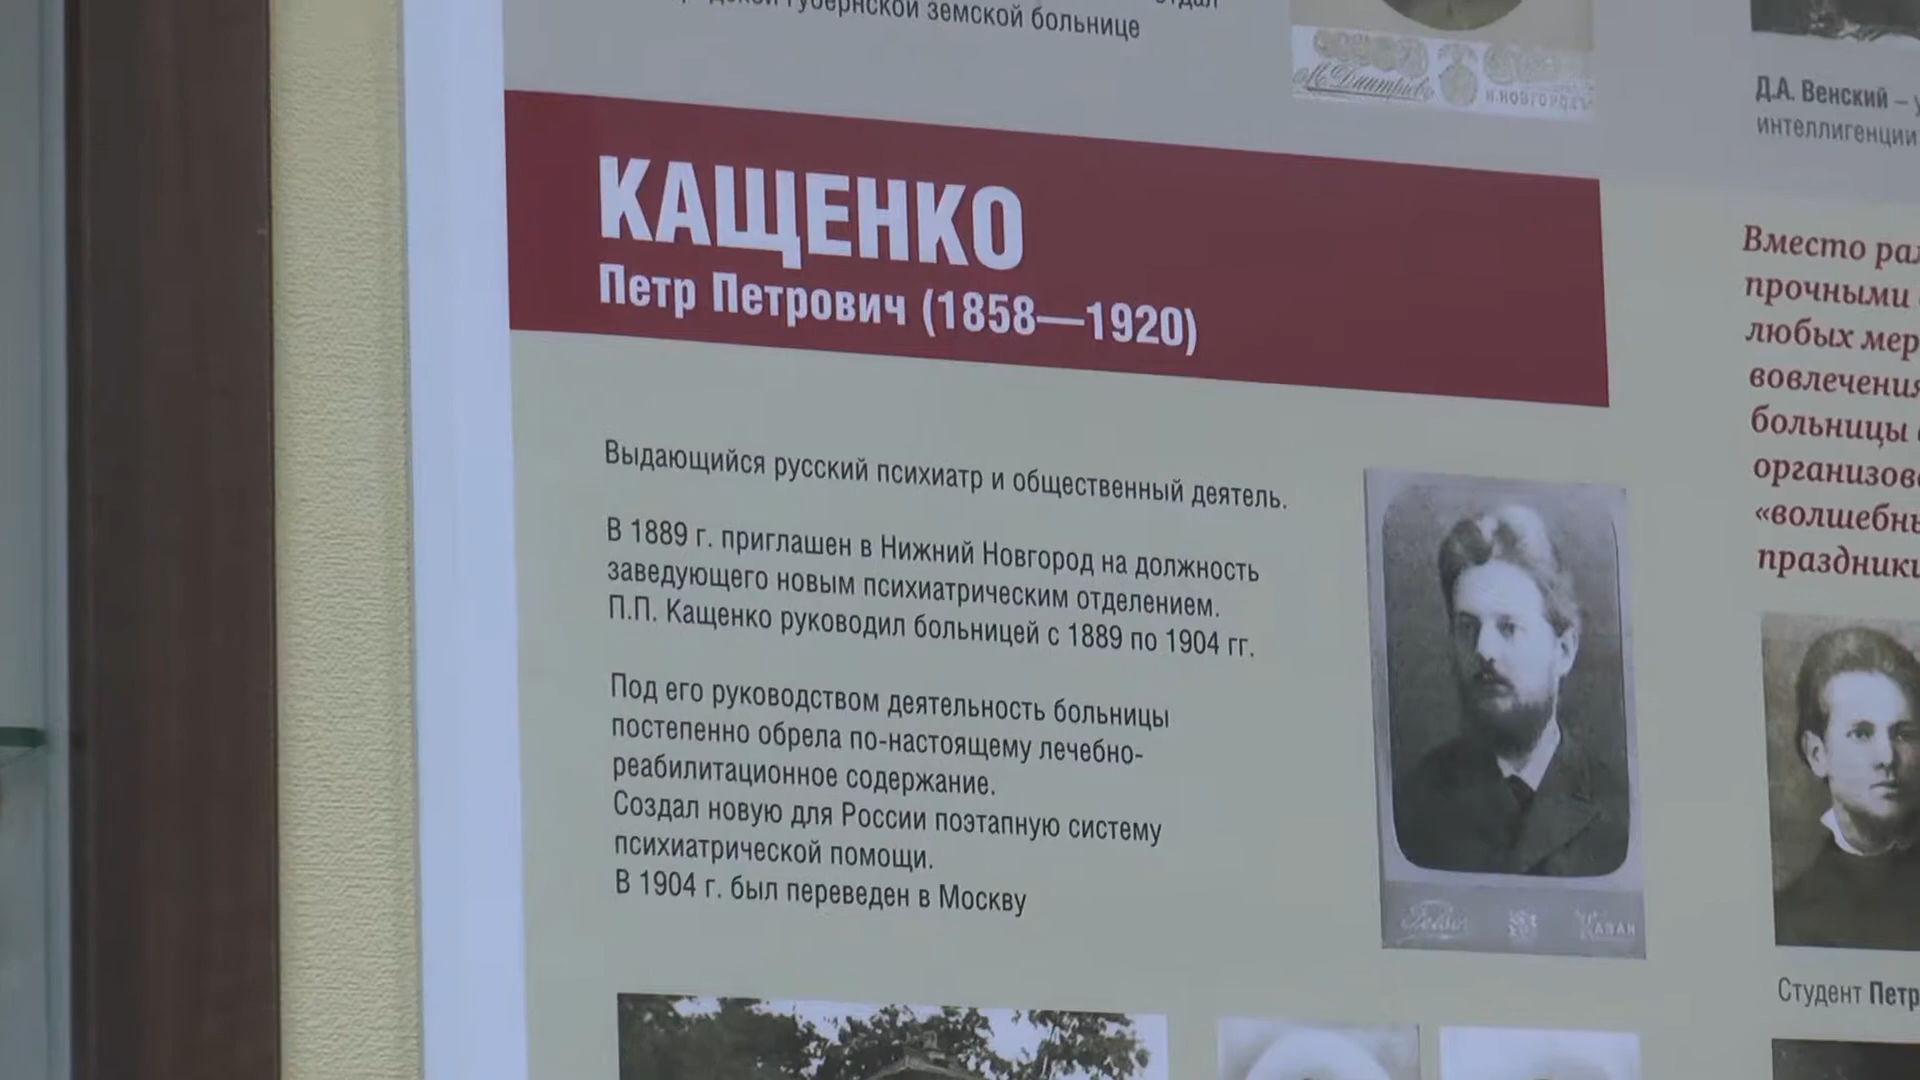 губернской земской больнице
М. Дмитриевъ
Н.НОВГОРОДЪ
КАЩЕНКО
Петр Петрович (1858—1920)
Выдающийся русский психиатр и общественный деятель.
В 1889 г. приглашен в Нижний Новгород на должность
заведующего новым психиатрическим отделением.
П.П. Кащенко руководил больницей с 1889 по 1904 гг.
Под его руководством деятельность больницы
постепенно обрела по-настоящему лечебно-
реабилитационное содержание.
Создал новую для России поэтапную систему
психиатрической помощи.
В 1904 г. был переведен в Москву
Д.А. Венский –
интеллигенции
Вместо
прочными
любых
вовлечения
больницы
праздники
Студент Петр